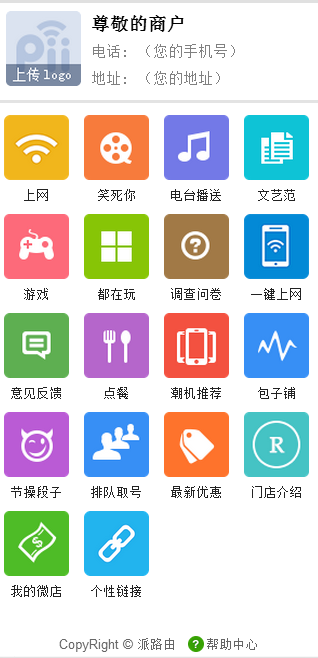 尊敬的商户
电话：（您的手机号）
上传 logo
地址：（您的地址）
上网 笑死你 电台播送 文艺范
游戏 都在玩 调查问卷 一键上网
意见反馈 点餐 潮机推荐 包子铺
R
节操段子 排队取号 最新优惠 门店介绍
我的微店 个性链接
CopyRight © 派路由 ? 帮助中心